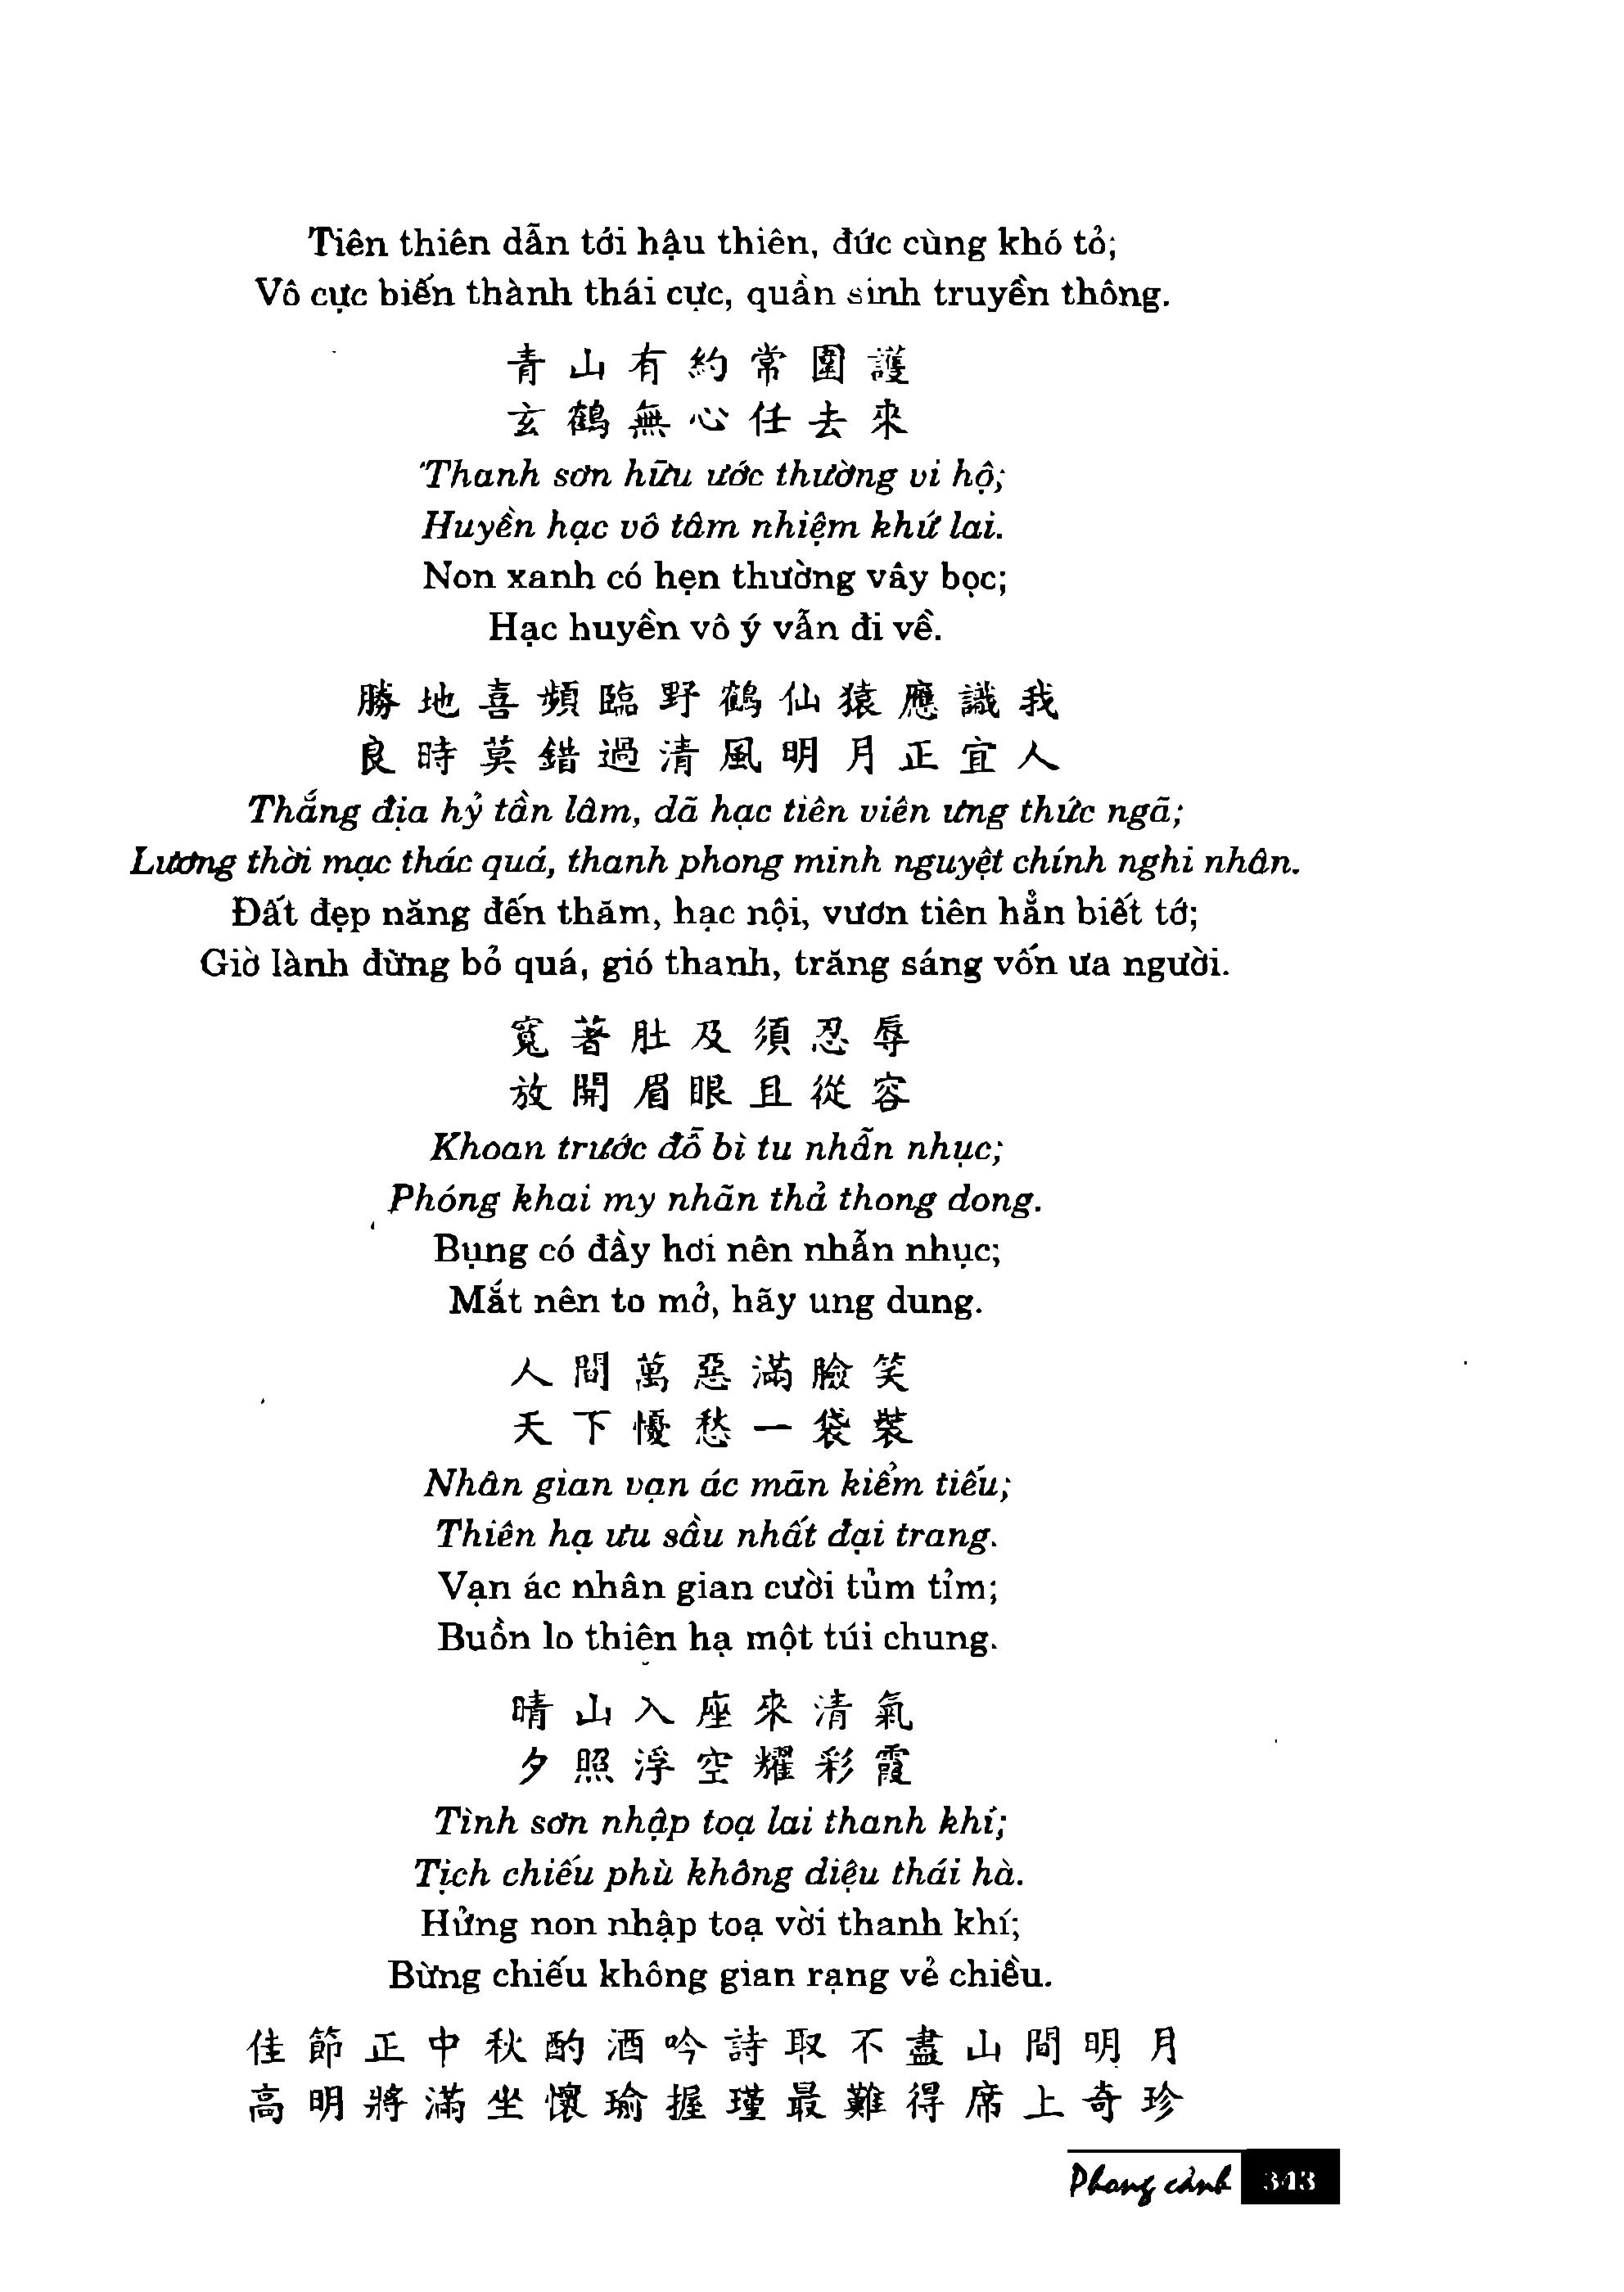 Tiên thiên dẫn tới hậu thiên, đức cùng khó tỏ;
Vô cực biến thành thái cực, quần sinh truyền thông.
青山有約常圍護
玄鶴無心任去來
Thanh sơn hữu ước thường vi hộ;
Huyền hạc vô tâm nhiệm khứ lai.
Non xanh có hẹn thường vây bọc;
Hạc huyền vô ý vẫn đi về.
勝地喜頻臨野鶴仙猿應識我
良時莫錯過清風明月正宜人
Thắng địa hỷ tần lâm, dã hạc tiên viên ưng thức ngã;
Lương thời mạc thác quá, thanh phong minh nguyệt chính nghi nhân.
Đất đẹp năng đến thăm, hạc nội, vươn tiên hẳn biết tớ;
Giờ lành đừng bỏ quá, gió thanh, trăng sáng vốn ưa người.
寬著肚及須忍辱
放開眉眼且從容
Khoan trước đỗ bì tu nhẫn nhục;
Phóng khai my nhãn thả thong dong.
Bụng có đầy hơi nên nhẫn nhục;
Mắt nên to mở, hãy ung dung.
人間萬惡滿臉笑
天下懮愁一袋裝
Nhân gian vạn ác mãn kiểm tiếu;
Thiên hạ ưu sầu nhất đại trang.
Vạn ác nhân gian cười tủm tỉm;
Buồn lo thiên hạ một túi chung.
晴山入座來清氣
夕照浮空耀彩霞
Tình sơn nhập toạ lai thanh khí;
Tịch chiếu phù không diệu thái hà.
Hửng non nhập toạ vời thanh khí;
Bừng chiếu không gian rạng vẻ chiều.
佳節正中秋酌酒吟詩取不盡山間明月
高明將滿坐懷瑜握瑾最難得席上奇珍
Phong cảnh 343